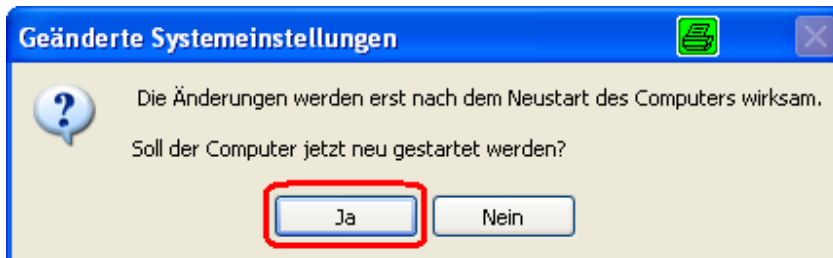 Geänderte Systemeinstellungen
Die Änderungen werden erst nach dem Neustart des Computers wirksam.
Soll der Computer jetzt neu gestartet werden?
Ja Nein